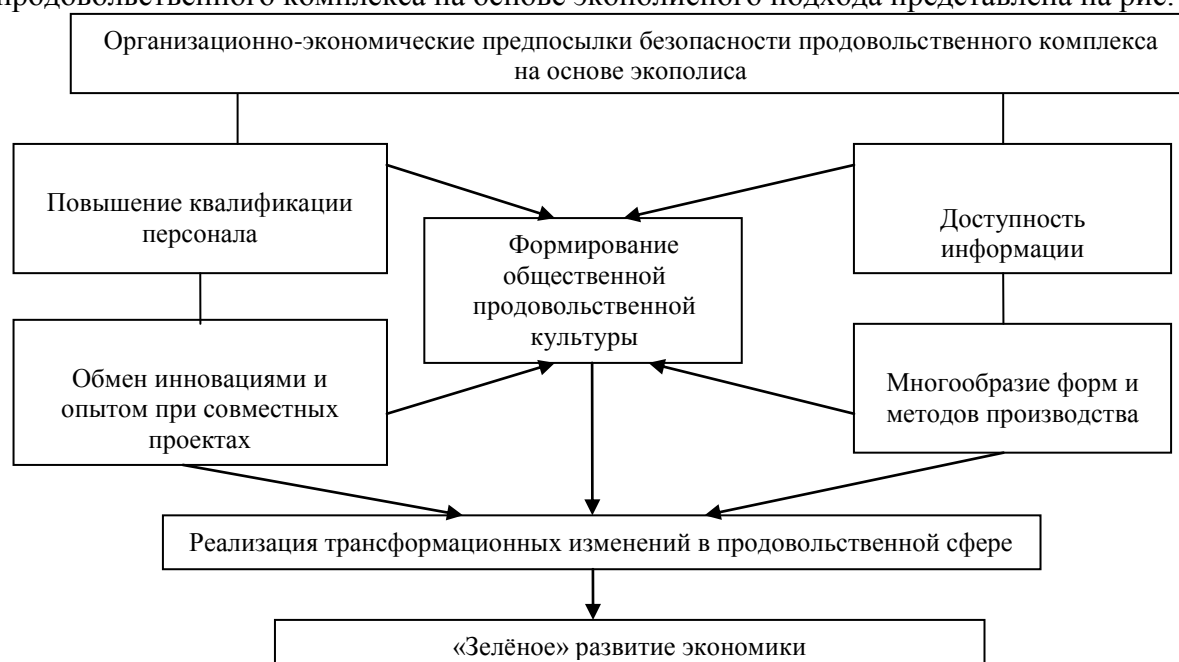 продовольственного комплекса на основе экополисного подхода представлена на рис.
Организационно-экономические предпосылки безопасности продовольственного комплекса
на основе экополиса
Повышение квалификации
персонала
Доступность
информации
Формирование
общественной
продовольственной
культуры
Обмен инновациями и
опытом при совместных
проектах
Многообразие форм и
методов производства
Реализация трансформационных изменений в продовольственной сфере
«Зелёное» развитие экономики